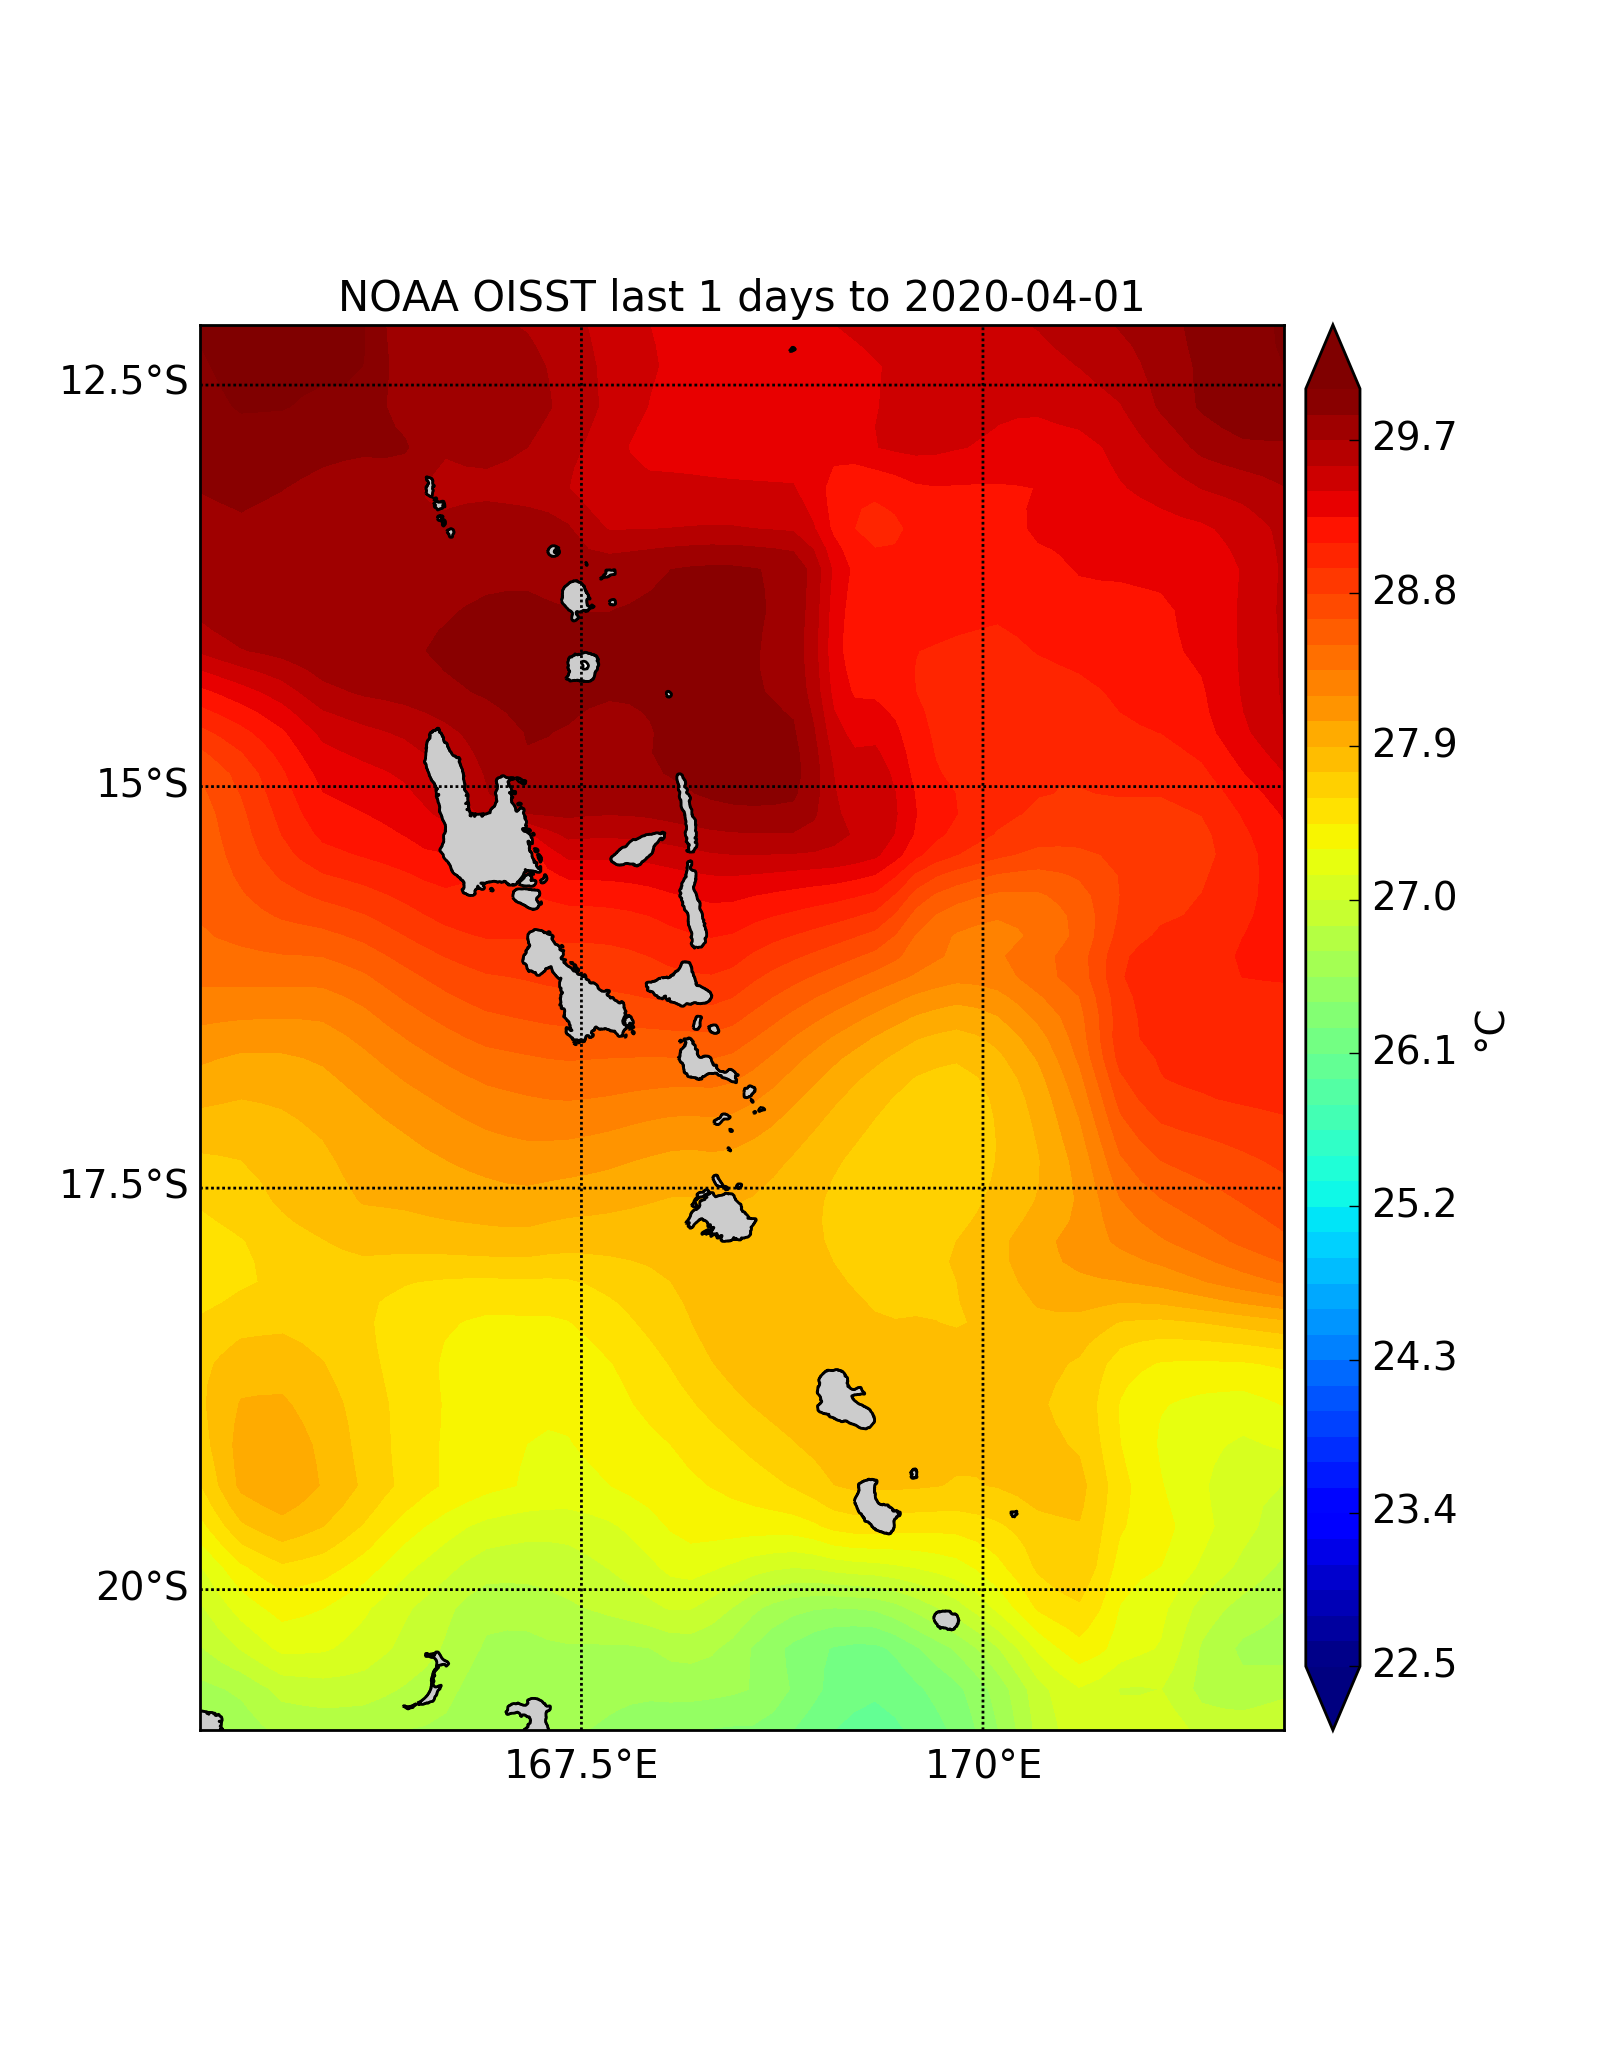 NOAA OISST last 1 days to 2020-04-01
12.5°S
15°S
17.5°S
20°S
167.5°E
170°E
29.7
28.8
27.9
27.0
26.1
25.2
24.3
23.4
22.5
°C